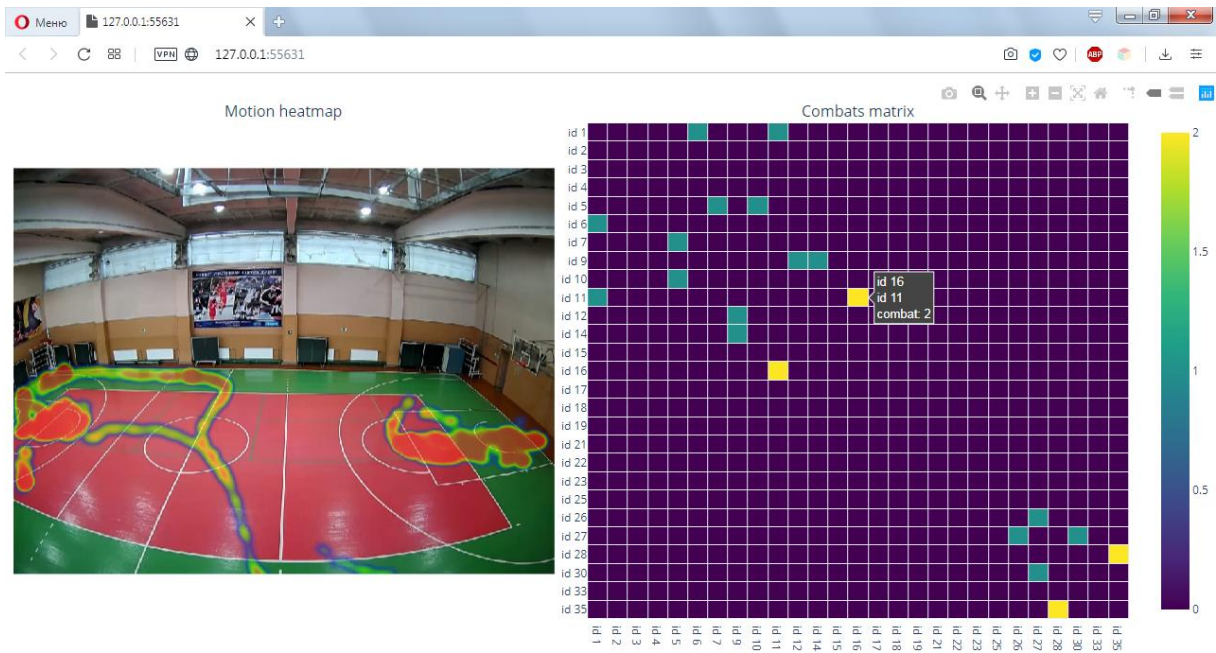 Меню
127.0.0.1:55631
VPN
127.0.0.1:55631
ABP
Motion heatmap
Combats matrix
id 1
id 2
id 3
id 4
id 5
id 6
id 7
id 9
id 10
id 11
id 12
id 14
id 15
id 16
id 17
id 18
id 19
id 21
id 22
id 23
id 25
id 26
id 27
id 28
id 30
id 33
id 35
id 16
id 11
combat: 2
2
1.5
1
0.5
0
id 1
id 2
id 3
id 4
id 5
id 6
id 7
id 9
id 10
id 11
id 12
id 14
id 15
id 16
id 17
id 18
id 19
id 21
id 22
id 23
id 25
id 26
id 27
id 28
id 30
id 33
id 35